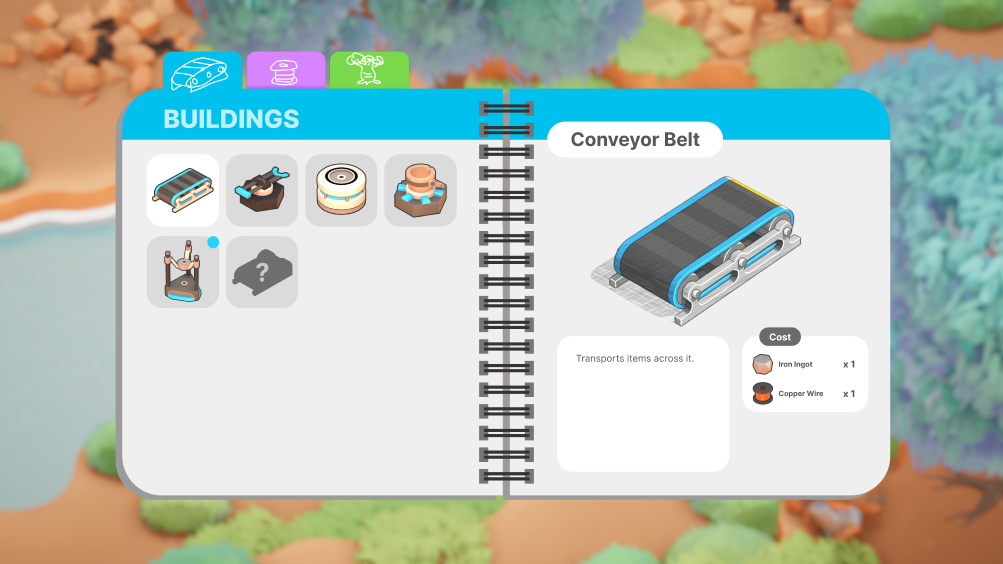 BUILDINGS
Conveyor Belt
?
Transports items across it.
Cost
Iron Ingot x 1
Copper Wire x 1